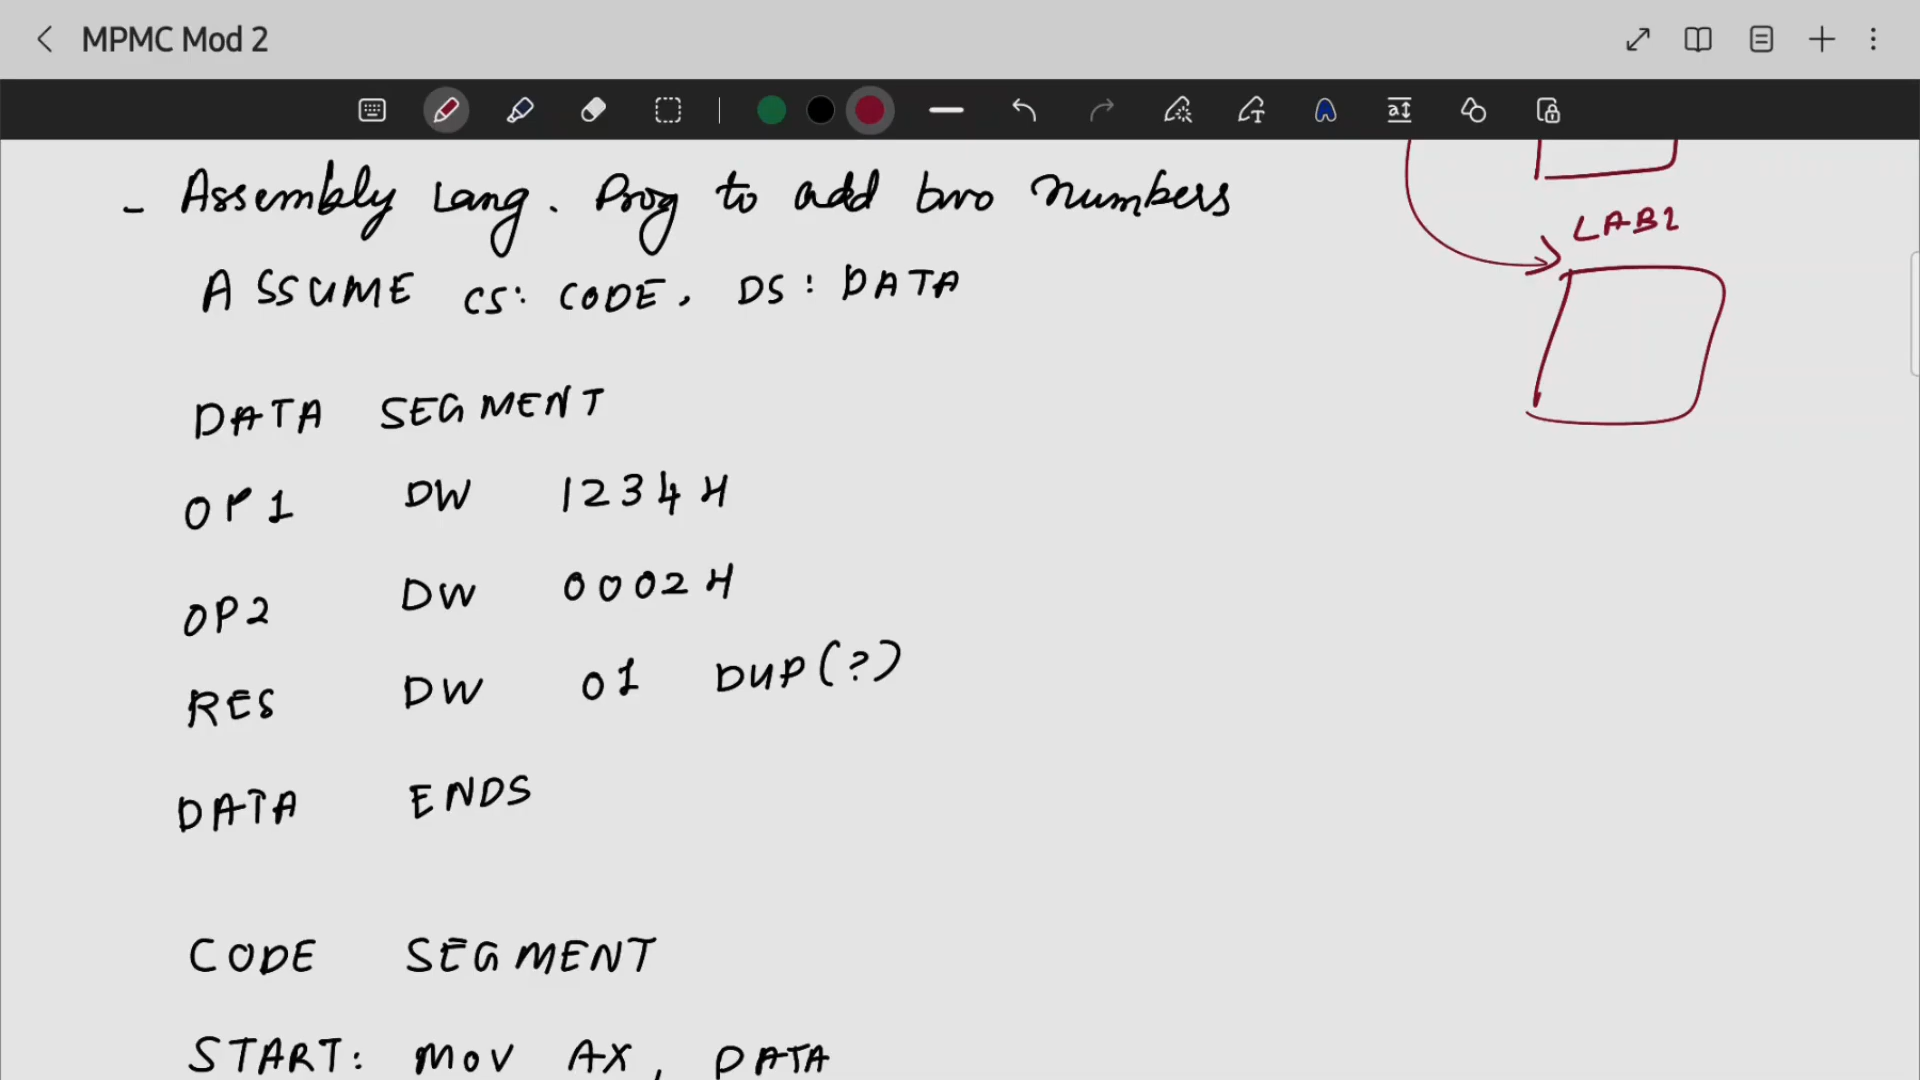 MPMC Mod 2
- Assembly Lang. Prog to add two numbers
LAB1
ASSUME CS: CODE, DS: DATA
DATA SEGMENT
OP1 DW 1234H
OP2 DW 0002H
RES DW 01 DUP(?)
DATA ENDS
CODE SEGMENT
START: MOV AX, DATA